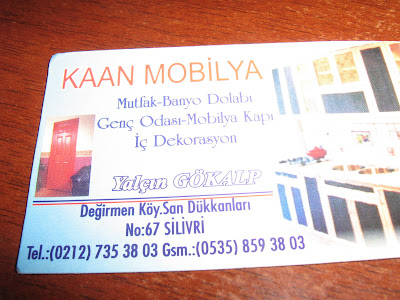 KAAN MOBİLYA
Mutfak-Banyo Dolabı
Genç Odası-Mobilya Kapı
İç Dekorasyon
Yalçın GÖKALP
Değirmen Köy.San Dükkanları
No:67 SİLİVRİ
Tel.:(0212) 735 38 03 Gsm.:(0535) 859 38 03